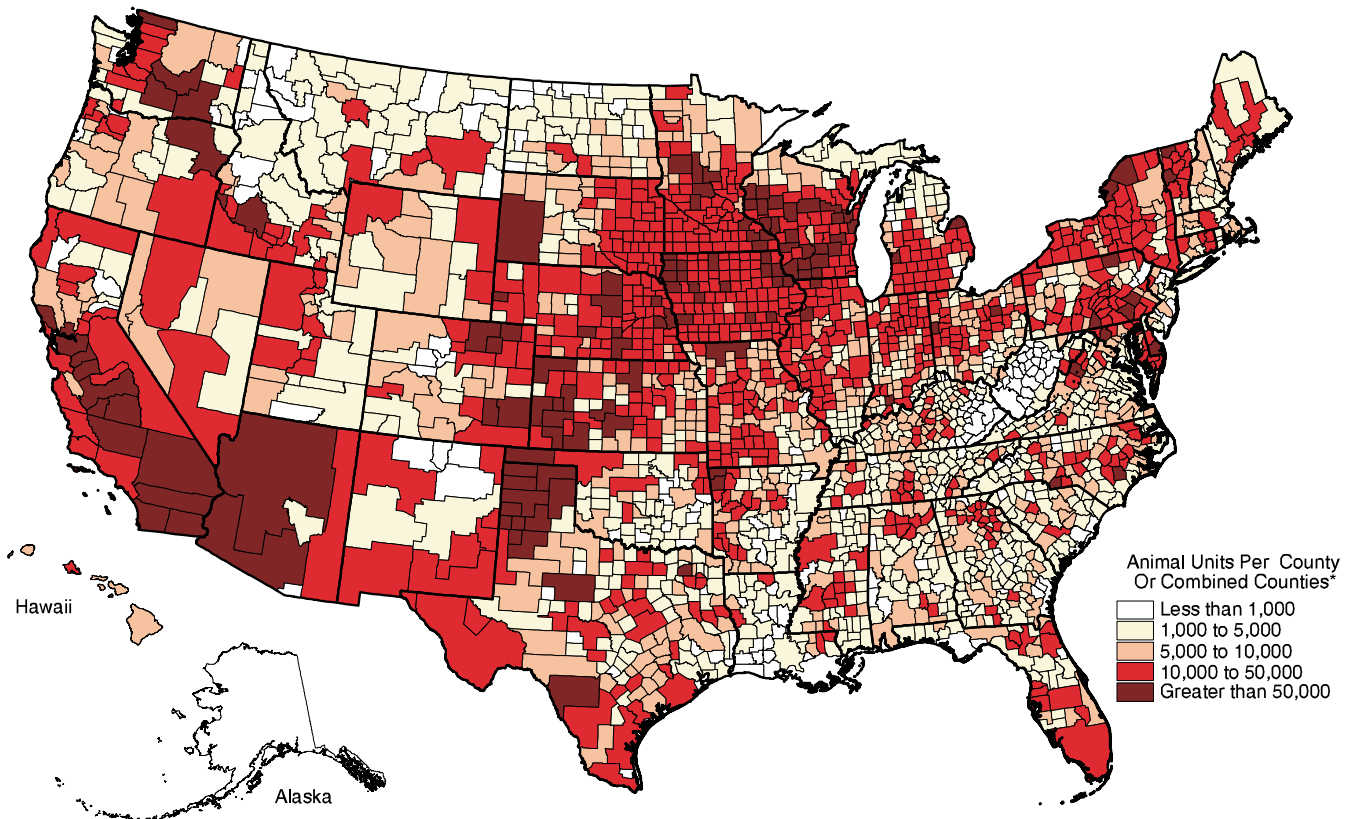 Animal Units Per County
Or Combined Counties*
Less than 1,000
1,000 to 5,000
5,000 to 10,000
10,000 to 50,000
Greater than 50,000
Hawaii
Alaska